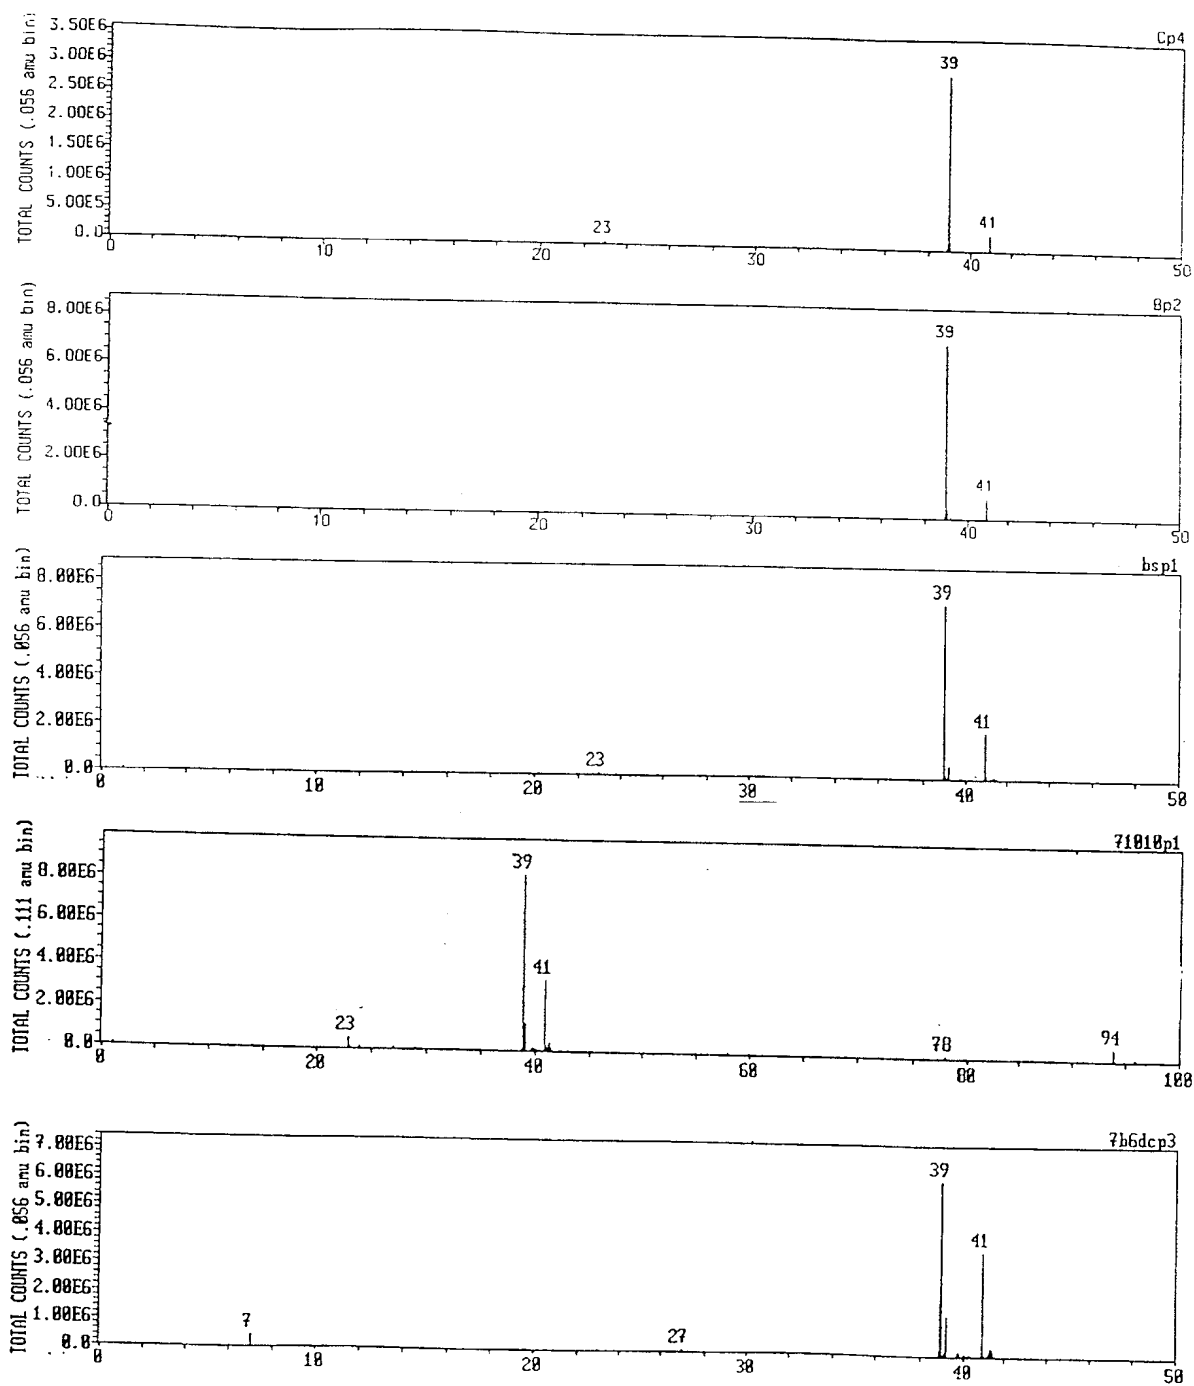 Cp4
TOTAL COUNTS (.056 amu bin)
3.50E6
3.00E6
2.50E6
2.00E6
1.50E6
1.00E6
5.00E5
0.0
39
23
41
0 10 20 30 40 50
Bp2
TOTAL COUNTS (.056 amu bin)
8.00E6
6.00E6
4.00E6
2.00E6
0.0
39
41
0 10 20 30 40 50
bsp1
TOTAL COUNTS (.056 amu bin)
8.00E6
6.00E6
4.00E6
2.00E6
0.0
39
41
23
0 10 20 30 40 50
71010p1
TOTAL COUNTS (.111 amu bin)
8.00E6
6.00E6
4.00E6
2.00E6
0.0
39
41
23
78
94
0 20 40 60 80 100
7b6dcp3
TOTAL COUNTS (.056 amu bin)
7.00E6
6.00E6
5.00E6
4.00E6
3.00E6
2.00E6
1.00E6
0.0
39
41
7
27
0 10 20 30 40 50